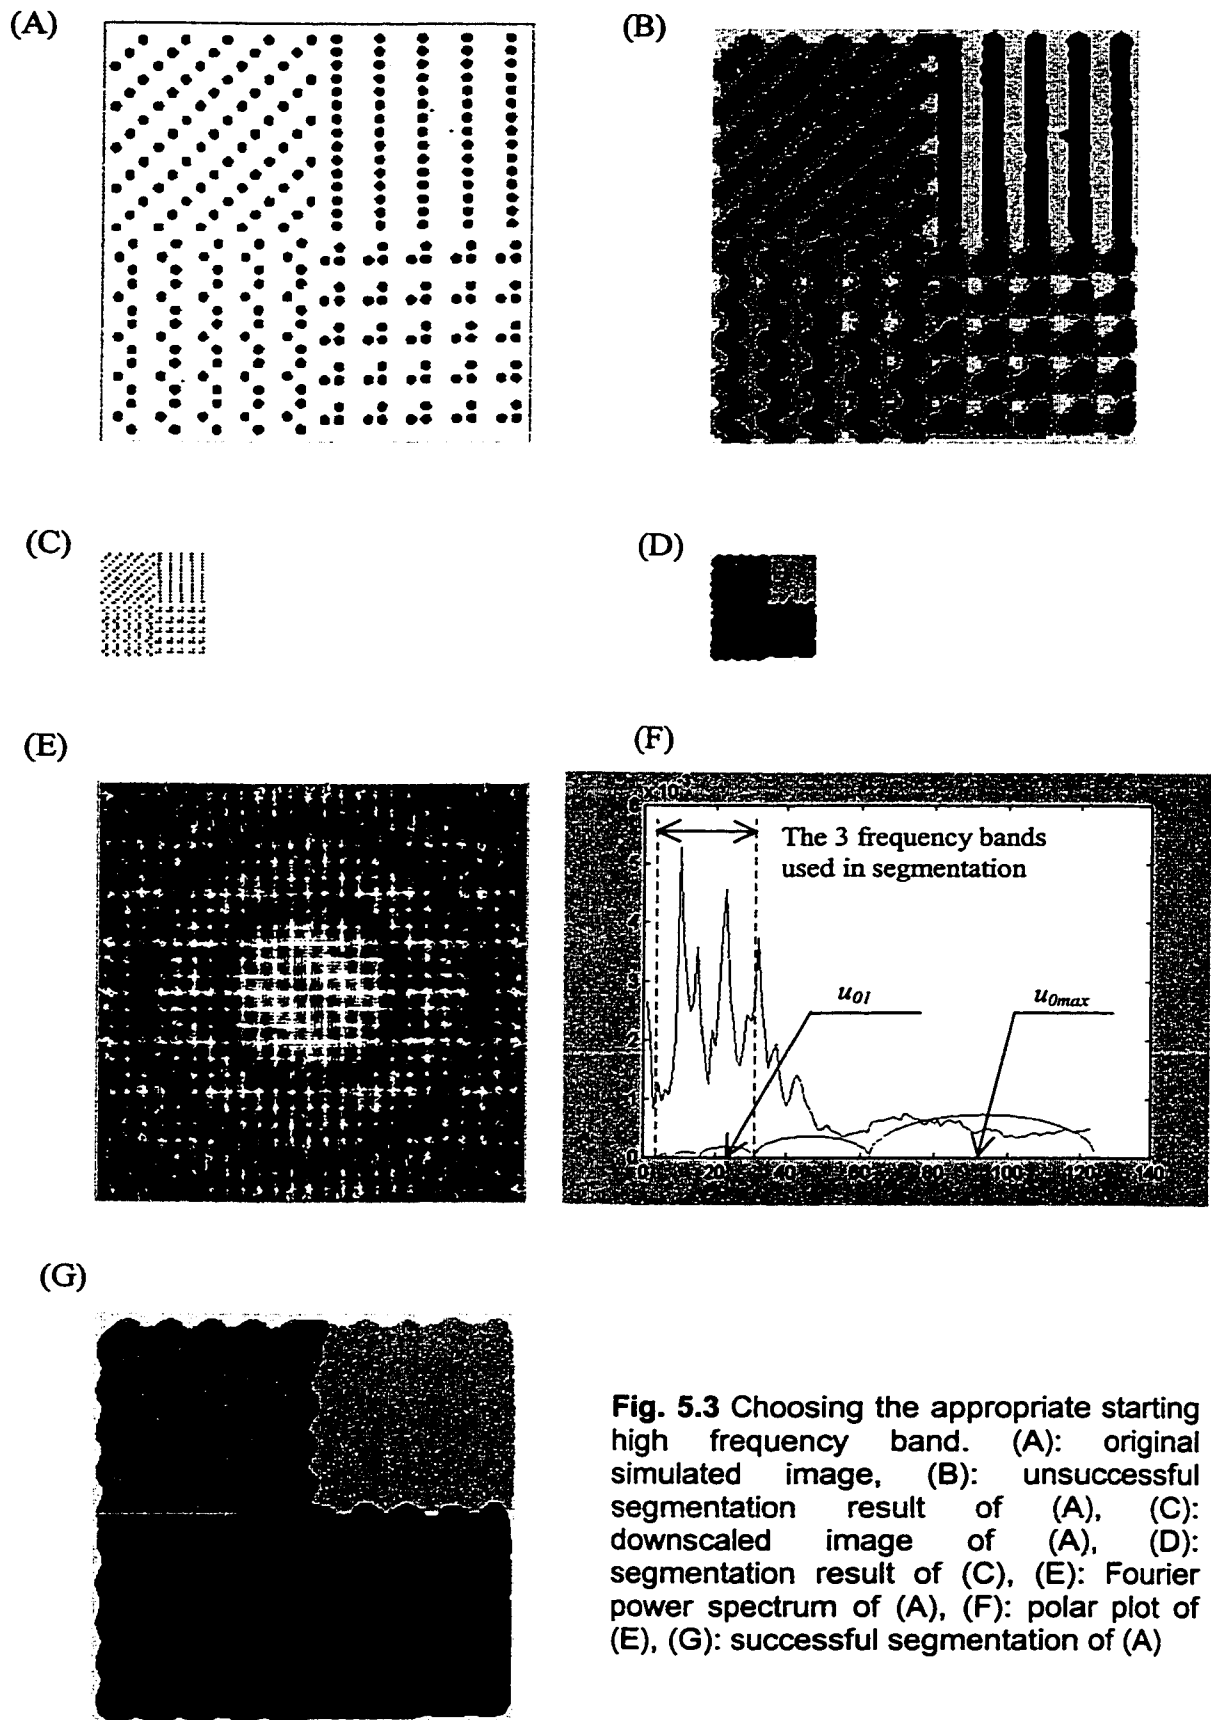 (A)
(B)
(C)
(D)
(E)
(F)
The 3 frequency bands
used in segmentation
u01
u0max
0
20
40
60
80
100
120
140
(G)
Fig. 5.3 Choosing the appropriate starting
high frequency band. (A): original
simulated image, (B): unsuccessful
segmentation result of (A), (C):
downscaled image of (A), (D):
segmentation result of (C), (E): Fourier
power spectrum of (A), (F): polar plot of
(E), (G): successful segmentation of (A)